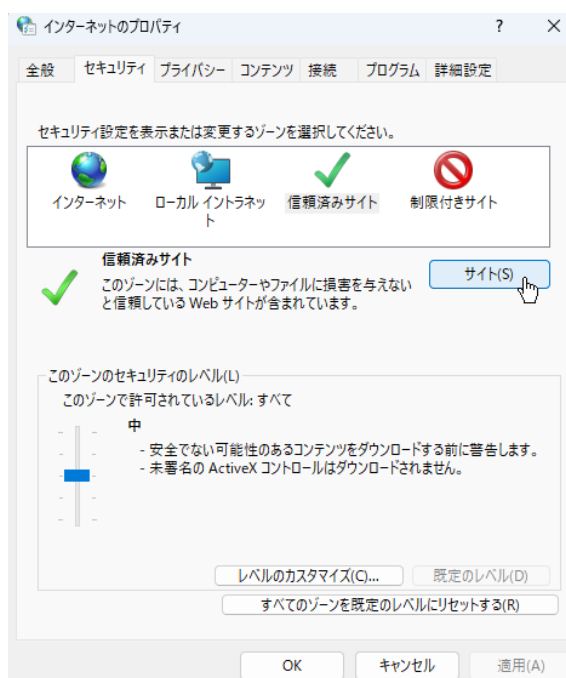 インターネットのプロパティ
?
×
全般 セキュリティ プライバシー コンテンツ 接続 プログラム 詳細設定
セキュリティ設定を表示または変更するゾーンを選択してください。
インターネット ローカル イントラネッ 信頼済みサイト 制限付きサイト
ト
信頼済みサイト
このゾーンには、コンピューターやファイルに損害を与えない
と信頼している Web サイトが含まれています。
サイト(S)
このゾーンのセキュリティのレベル(L)
このゾーンで許可されているレベル: すべて
中
- 安全でない可能性のあるコンテンツをダウンロードする前に警告します。
- 未署名の ActiveX コントロールはダウンロードされません。
レベルのカスタマイズ(C)... 既定のレベル(D)
すべてのゾーンを既定のレベルにリセットする(R)
OK キャンセル 適用(A)